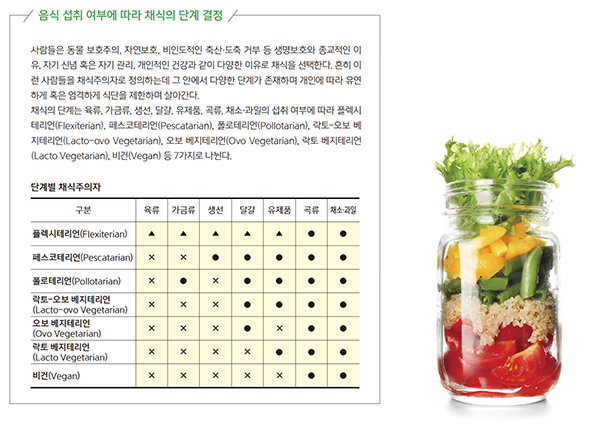 음식 섭취 여부에 따라 채식의 단계 결정
사람들은 동물 보호주의, 자연보호, 비인도적인 축산·도축 거부 등 생명보호와 종교적인 이
유, 자기 신념 혹은 자기 관리, 개인적인 건강과 같이 다양한 이유로 채식을 선택한다. 흔히 이
런 사람들을 채식주의자로 정의하는데 그 안에서 다양한 단계가 존재하며 개인에 따라 유연
하게 혹은 엄격하게 식단을 제한하며 살아간다.
채식의 단계는 육류, 가금류, 생선, 달걀, 유제품, 곡류, 채소·과일의 섭취 여부에 따라 플렉시
테리언(Flexiterian), 페스코테리언(Pescatarian), 폴로테리언(Pollotarian), 락토-오보 베
지테리언(Lacto-ovo Vegetarian), 오보 베지테리언(Ovo Vegetarian), 락토 베지테리언
(Lacto Vegetarian), 비건(Vegan) 등 7가지로 나뉜다.
단계별 채식주의자
구분 육류 가금류 생선 달걀 유제품 곡류 채소·과일
플렉시테리언(Flexiterian) ▲ ▲ ▲ ▲ ▲ ● ●
페스코테리언(Pescatarian) × × ● ● ● ● ●
폴로테리언(Pollotarian) × ● × ● ● ● ●
락토-오보 베지테리언
(Lacto-ovo Vegetarian) × × × ● ● ● ●
오보 베지테리언
(Ovo Vegetarian) × × × ● × ● ●
락토 베지테리언
(Lacto Vegetarian) × × × × ● ● ●
비건(Vegan) × × × × × ● ●